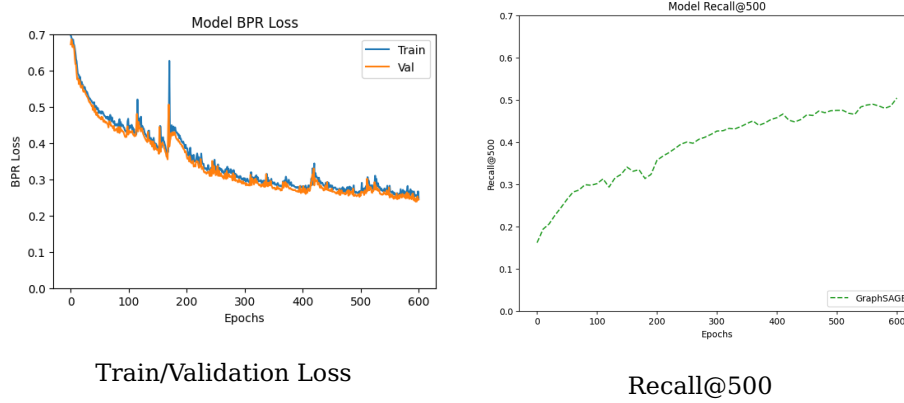 Model BPR Loss
0.7
0.6
0.5
0.4
0.3
0.2
0.1
0.0
BPR Loss
Train
Val
0 100 200 300 400 500 600
Epochs
Train/Validation Loss
Model Recall@500
0.7
0.6
0.5
0.4
0.3
0.2
0.1
0.0
Recall@500
GraphSAGE
0 100 200 300 400 500 600
Epochs
Recall@500